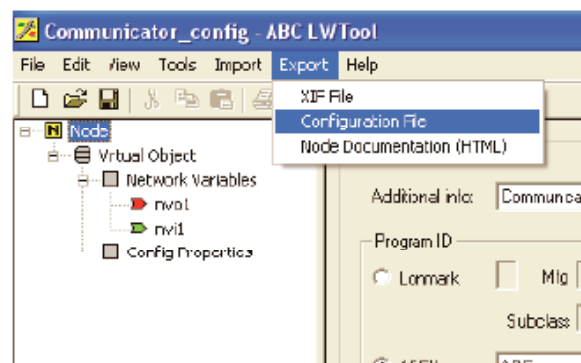 Communicator_config - ABC LWTool
File Edit View Tools Import Export Help
XIF File
Configuration File
Node Documentation (HTML)
N Node
Virtual Object
Network Variables
nvo1
nvi1
Config Properties
Additional info: Communica
Program ID
Lonmark Mfg
Subclass